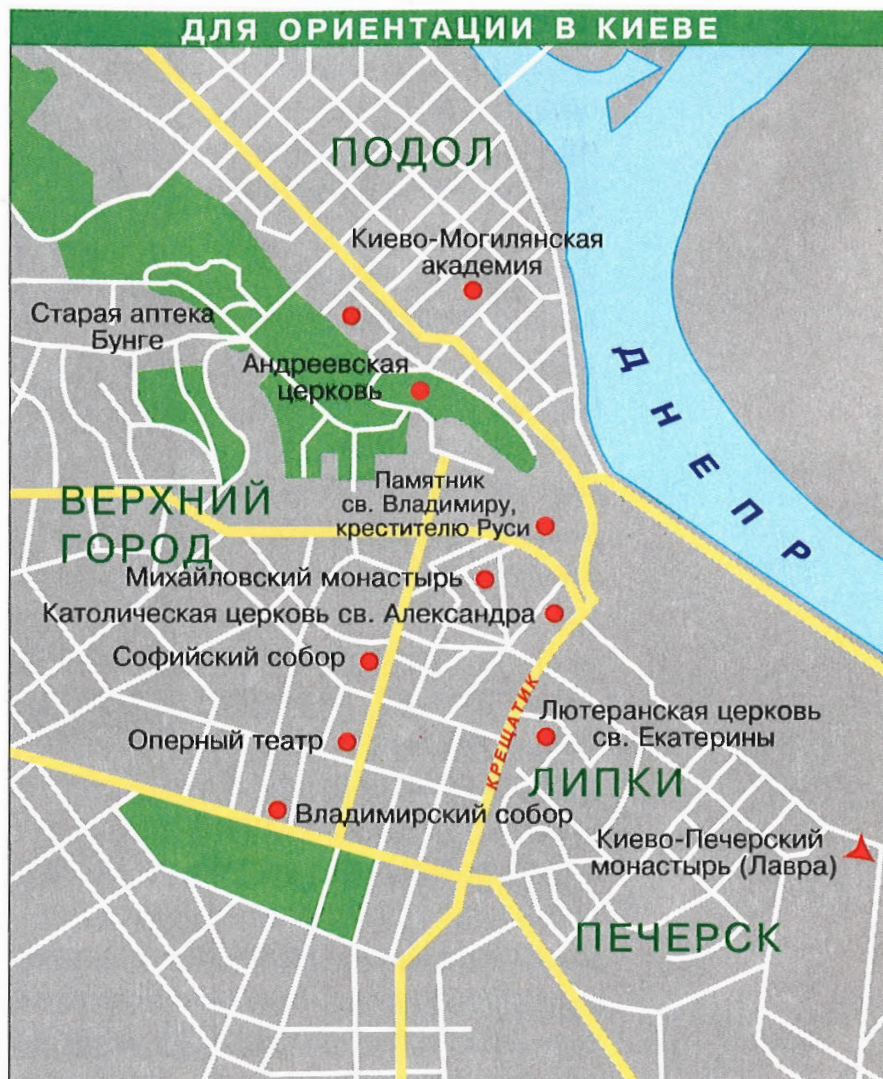 ДЛЯ ОРИЕНТАЦИИ В КИЕВЕ
ПОДОЛ
Киево-Могилянская
академия
Старая аптека
Бунге
Андреевская
церковь
ДНЕПР
ВЕРХНИЙ
ГОРОД
Памятник
св. Владимиру,
крестителю Руси
Михайловский монастырь
Католическая церковь св. Александра
Софийский собор
КРЕЩАТИК
Лютеранская церковь
св. Екатерины
Оперный театр
ЛИПКИ
Владимирский собор
Киево-Печерский
монастырь (Лавра)
ПЕЧЕРСК